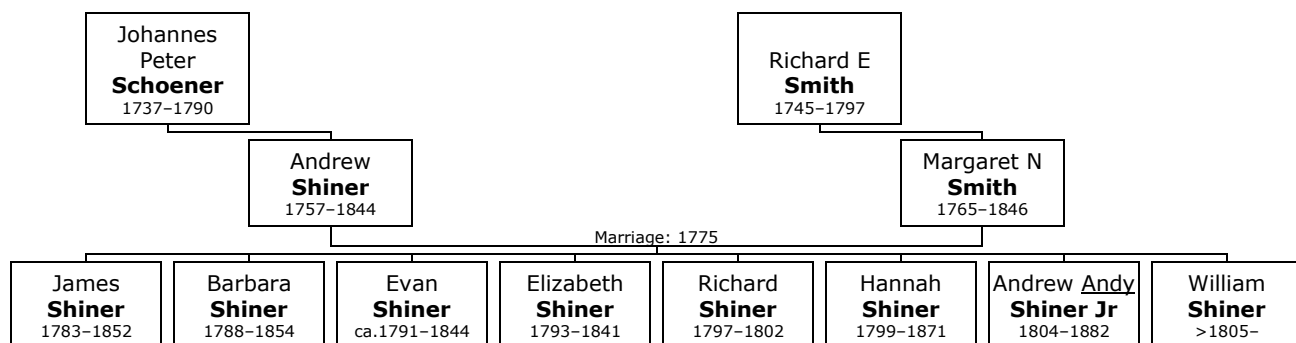 Johannes
Peter
Schoener
1737–1790
Richard E
Smith
1745–1797
Andrew
Shiner
1757–1844
Margaret N
Smith
1765–1846
Marriage: 1775
James
Shiner
1783–1852
Barbara
Shiner
1788–1854
Evan
Shiner
ca.1791–1844
Elizabeth
Shiner
1793–1841
Richard
Shiner
1797–1802
Hannah
Shiner
1799–1871
Andrew Andy
Shiner Jr
1804–1882
William
Shiner
>1805–